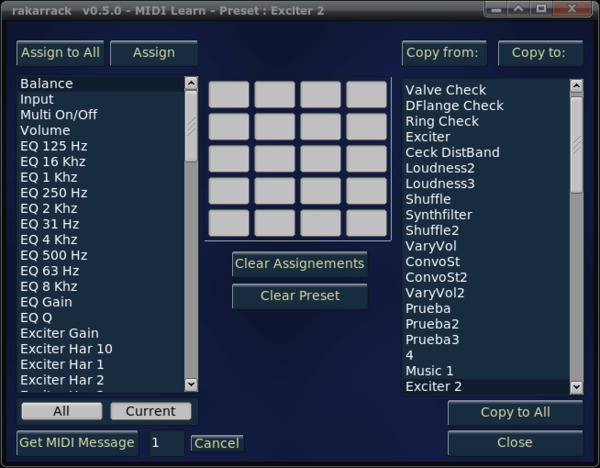 rakarrack v0.5.0 - MIDI Learn - Preset : Exciter 2
Assign to All
Assign
Copy from:
Copy to:
Balance
Input
Multi On/Off
Volume
EQ 125 Hz
EQ 16 Khz
EQ 1 Khz
EQ 250 Hz
EQ 2 Khz
EQ 31 Hz
EQ 4 Khz
EQ 500 Hz
EQ 63 Hz
EQ 8 Khz
EQ Gain
EQ Q
Exciter Gain
Exciter Har 10
Exciter Har 1
Exciter Har 2
Clear Assignements
Clear Preset
Valve Check
DFlange Check
Ring Check
Exciter
Ceck DistBand
Loudness2
Loudness3
Shuffle
Synthfilter
Shuffle2
VaryVol
ConvoSt
ConvoSt2
VaryVol2
Prueba
Prueba2
Prueba3
4
Music 1
Exciter 2
All
Current
Copy to All
Get MIDI Message
1
Cancel
Close